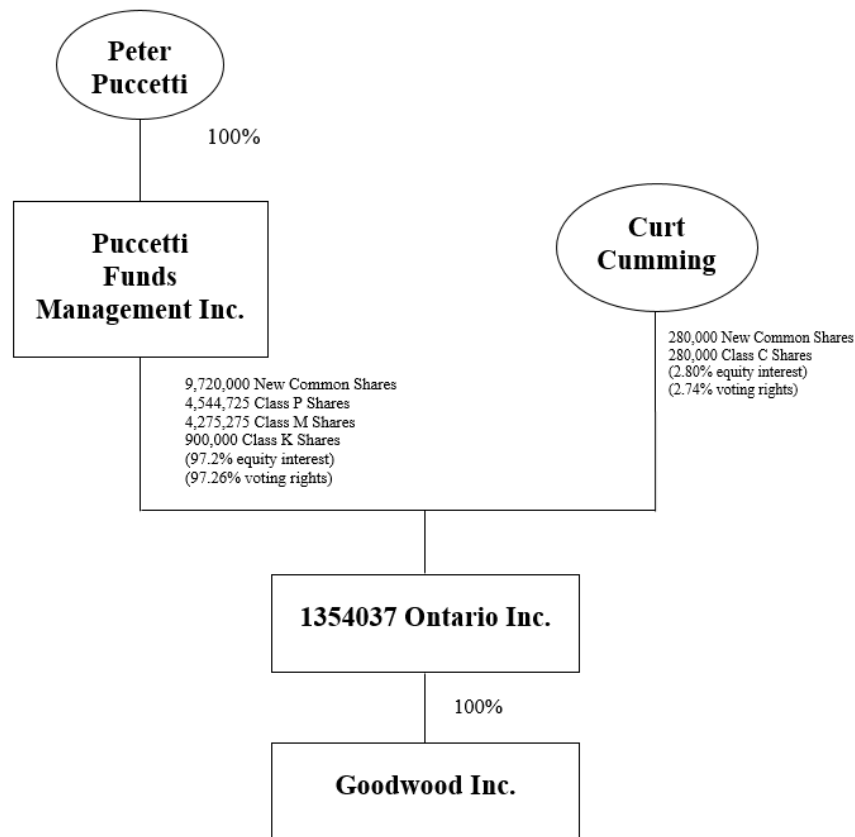 Peter
Puccetti
100%
Puccetti
Funds
Management Inc.
Curt
Cumming
280,000 New Common Shares
280,000 Class C Shares
(2.80% equity interest)
(2.74% voting rights)
9,720,000 New Common Shares
4,544,725 Class P Shares
4,275,275 Class M Shares
900,000 Class K Shares
(97.2% equity interest)
(97.26% voting rights)
1354037 Ontario Inc.
100%
Goodwood Inc.